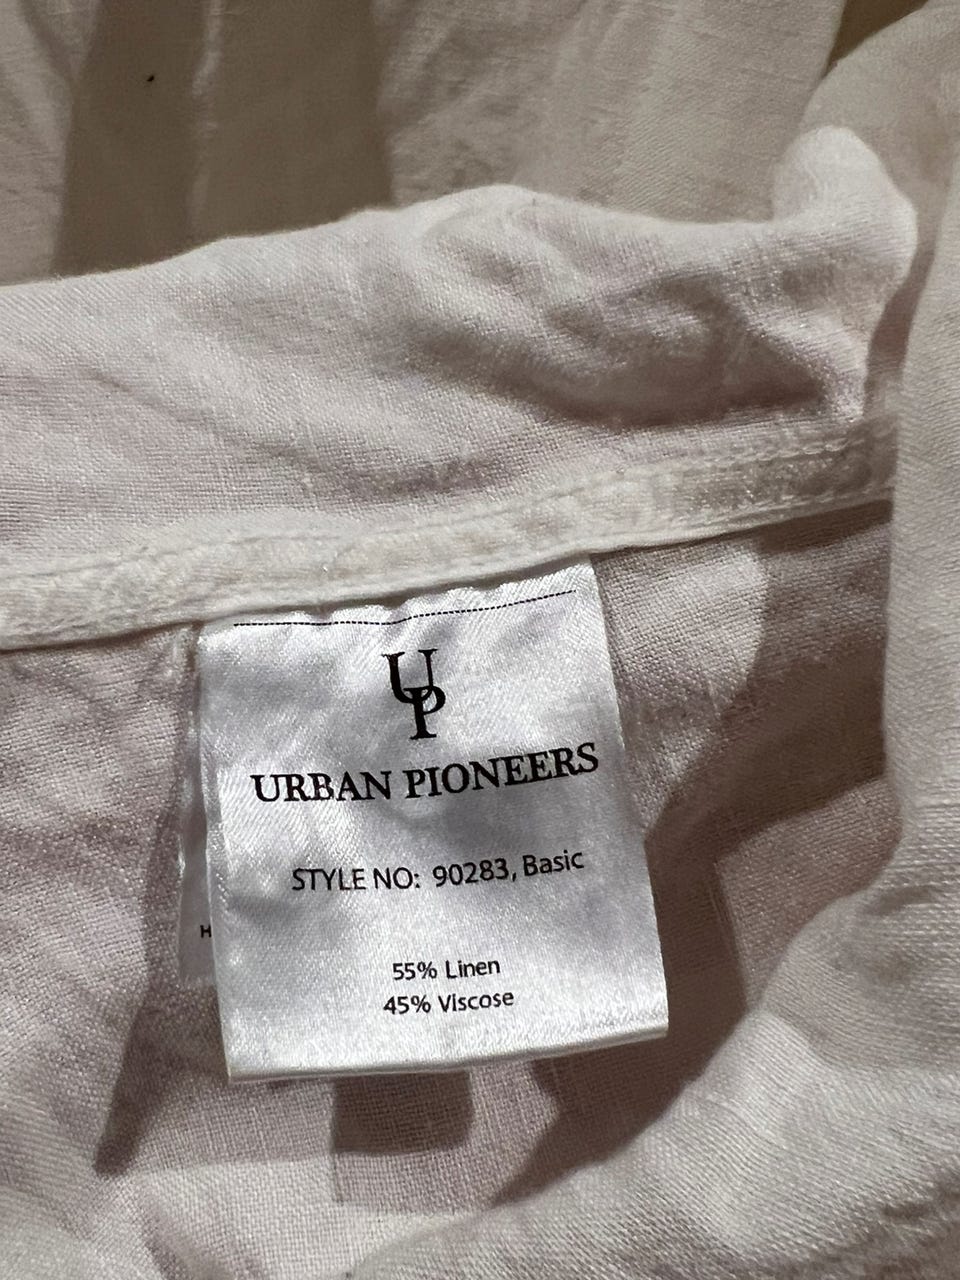 UP
URBAN PIONEERS
STYLE NO: 90283, Basic
55% Linen
45% Viscose
H